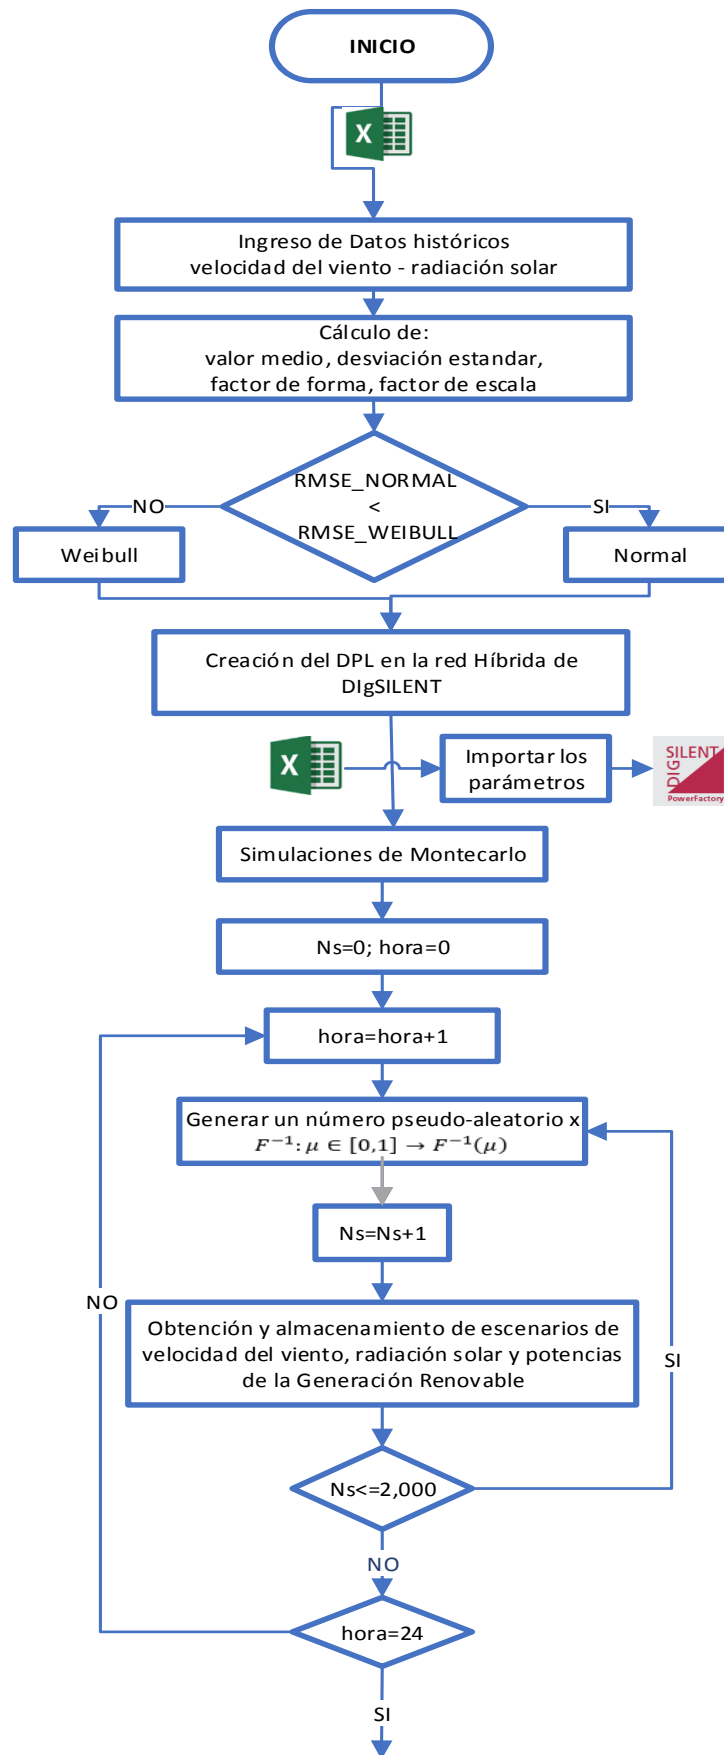 INICIO
X
Ingreso de Datos históricos
velocidad del viento - radiación solar
Cálculo de:
valor medio, desviación estandar,
factor de forma, factor de escala
RMSE_NORMAL
<
RMSE_WEIBULL
NO
SI
Weibull
Normal
Creación del DPL en la red Híbrida de
DIgSILENT
X
Importar los
parámetros
DIG
SILENT
PowerFactory
Simulaciones de Montecarlo
Ns=0; hora=0
hora=hora+1
Generar un número pseudo-aleatorio x
F⁻¹: μ ∈ [0,1] → F⁻¹(μ)
Ns=Ns+1
NO
Obtención y almacenamiento de escenarios de
velocidad del viento, radiación solar y potencias
de la Generación Renovable
SI
Ns<=2,000
NO
hora=24
SI